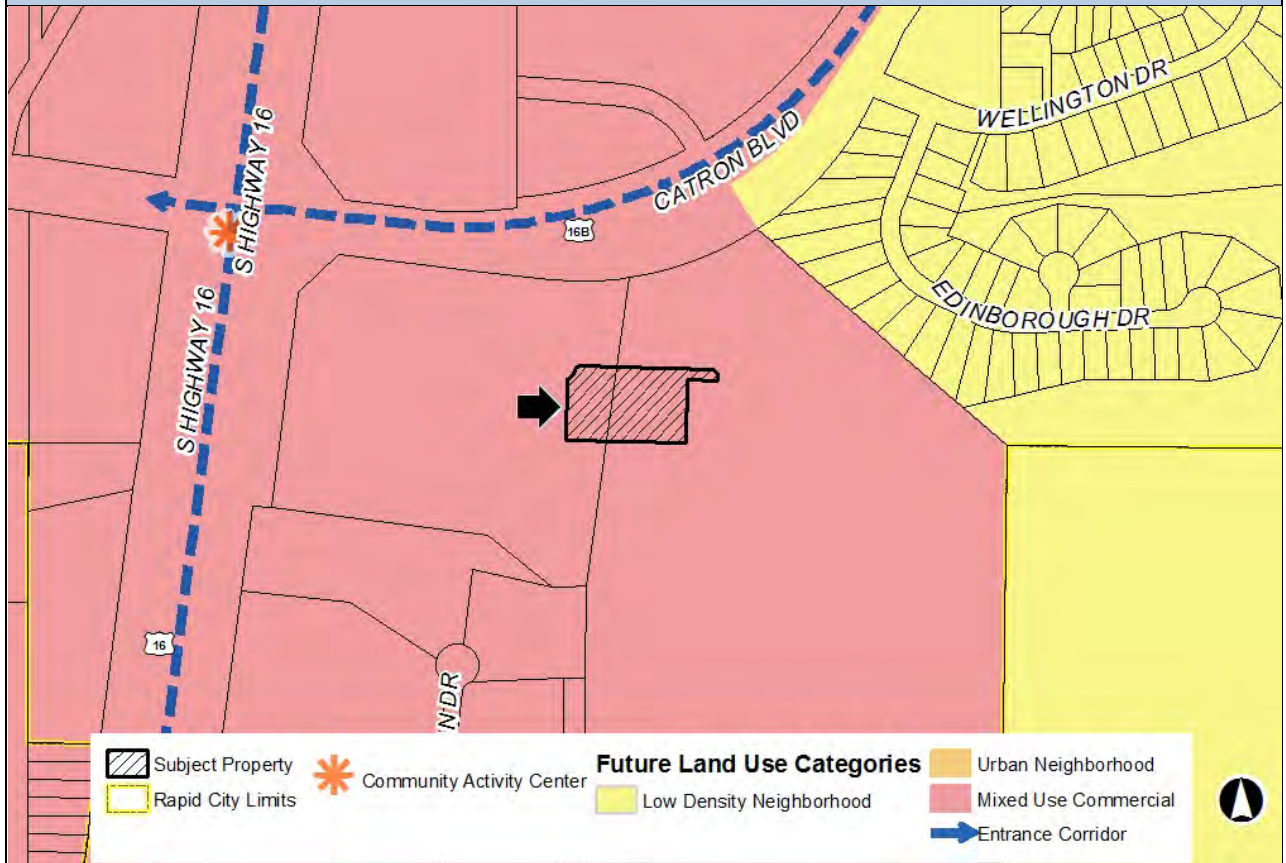 WELLINGTON DR
S HIGHWAY 16
CATRON BLVD
16B
EDINBOROUGH DR
S HIGHWAY 16
16
N DR
Subject Property
Rapid City Limits
Community Activity Center
Future Land Use Categories
Low Density Neighborhood
Urban Neighborhood
Mixed Use Commercial
Entrance Corridor